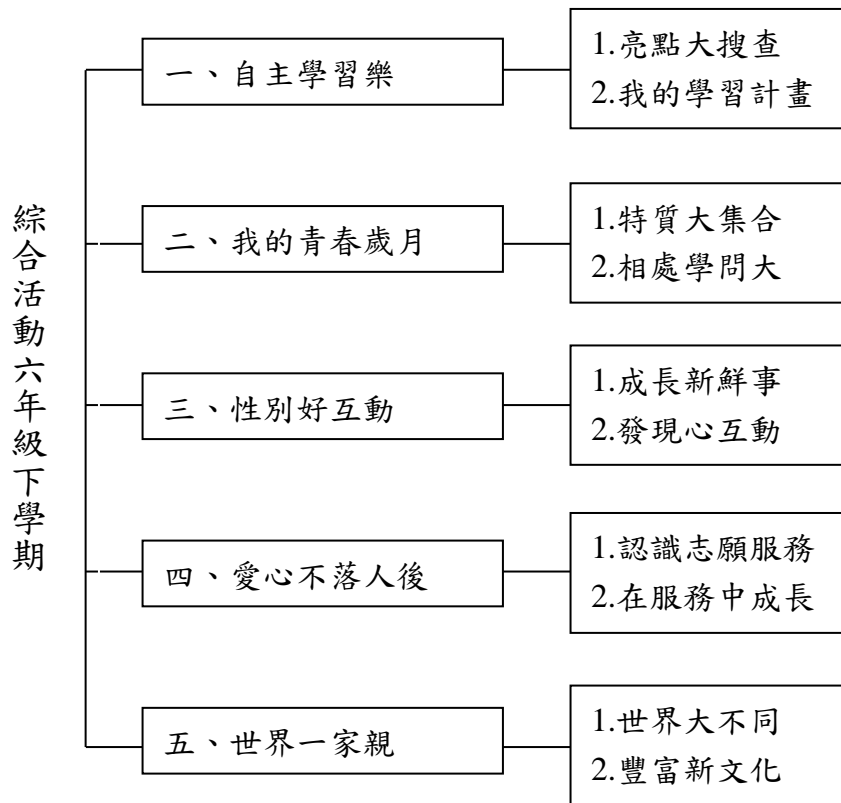 綜合活動六年級下學期
一、自主學習樂
1.亮點大搜查
2.我的學習計畫
二、我的青春歲月
1.特質大集合
2.相處學問大
三、性別好互動
1.成長新鮮事
2.發現心互動
四、愛心不落人後
1.認識志願服務
2.在服務中成長
五、世界一家親
1.世界大不同
2.豐富新文化